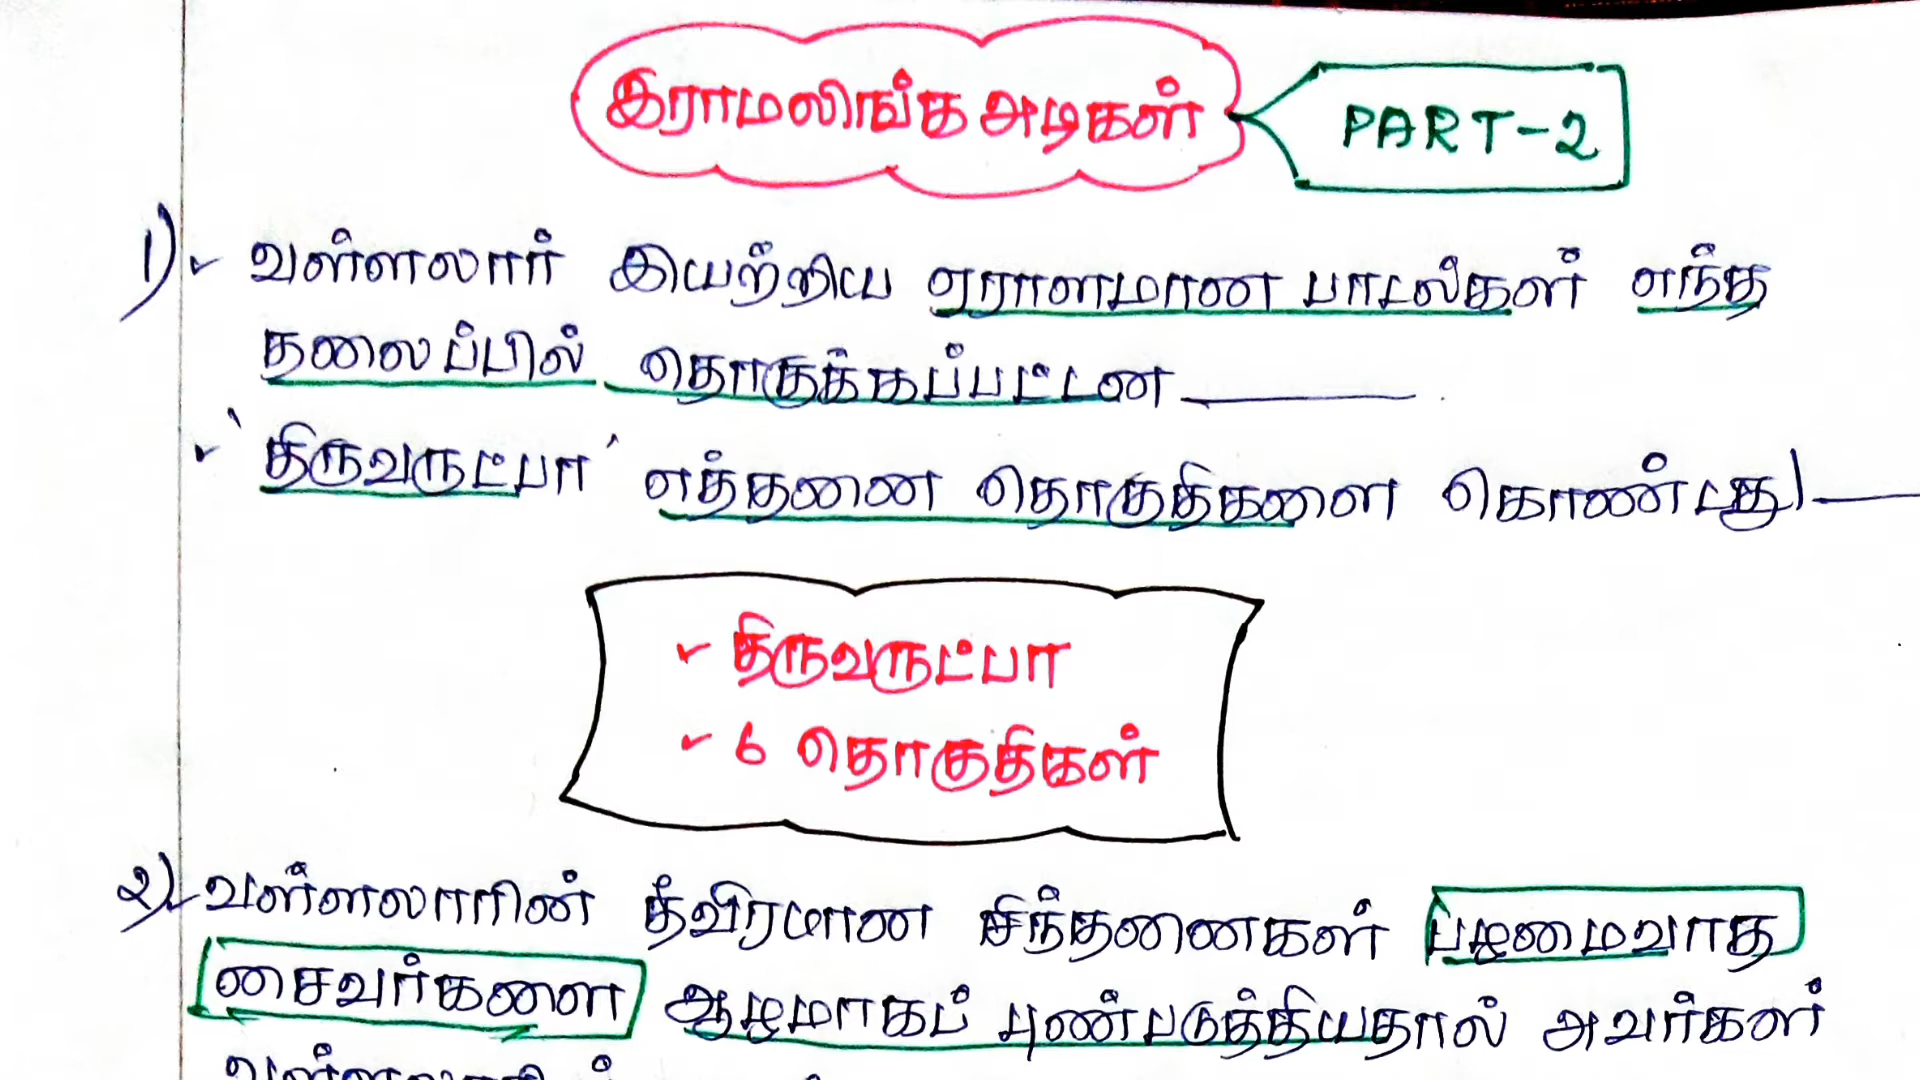 இராமலிங்க அடிகள் PART-2
1) வள்ளலார் இயற்றிய ஏராளமான பாடல்கள் எந்த
தலைப்பில் தொகுக்கப்பட்டன ______.
'திருவருட்பா' எத்தனை தொகுதிகளை கொண்டது ______
திருவருட்பா
6 தொகுதிகள்
2) வள்ளலாரின் தீவிரமான சிந்தனைகள் பழமைவாத
சைவர்களை ஆழமாகப் புண்படுத்தியதால் அவர்கள்